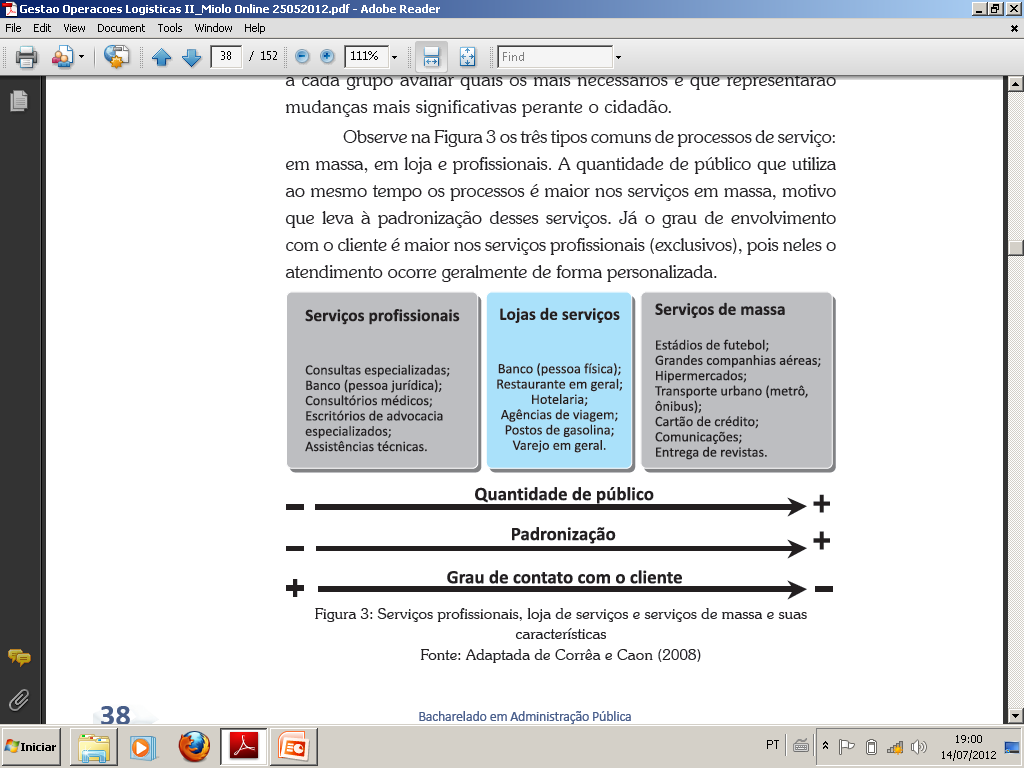 Gestao Operacoes Logisticas II_Miolo Online 25052012.pdf - Adobe Reader
File Edit View Document Tools Window Help
38 / 152 111% Find
a cada grupo avaliar quais os mais necessários e que representarão
mudanças mais significativas perante o cidadão.
Observe na Figura 3 os três tipos comuns de processos de serviço:
em massa, em loja e profissionais. A quantidade de público que utiliza
ao mesmo tempo os processos é maior nos serviços em massa, motivo
que leva à padronização desses serviços. Já o grau de envolvimento
com o cliente é maior nos serviços profissionais (exclusivos), pois neles o
atendimento ocorre geralmente de forma personalizada.
Serviços profissionais
Consultas especializadas;
Banco (pessoa jurídica);
Consultórios médicos;
Escritórios de advocacia
especializados;
Assistências técnicas.
Lojas de serviços
Banco (pessoa física);
Restaurante em geral;
Hotelaria;
Agências de viagem;
Postos de gasolina;
Varejo em geral.
Serviços de massa
Estádios de futebol;
Grandes companhias aéreas;
Hipermercados;
Transporte urbano (metrô,
ônibus);
Cartão de crédito;
Comunicações;
Entrega de revistas.
Quantidade de público
– +
Padronização
– +
Grau de contato com o cliente
+ –
Figura 3: Serviços profissionais, loja de serviços e serviços de massa e suas
características
Fonte: Adaptada de Corrêa e Caon (2008)
38
Bacharelado em Administração Pública
Iniciar
PT
19:00
14/07/2012